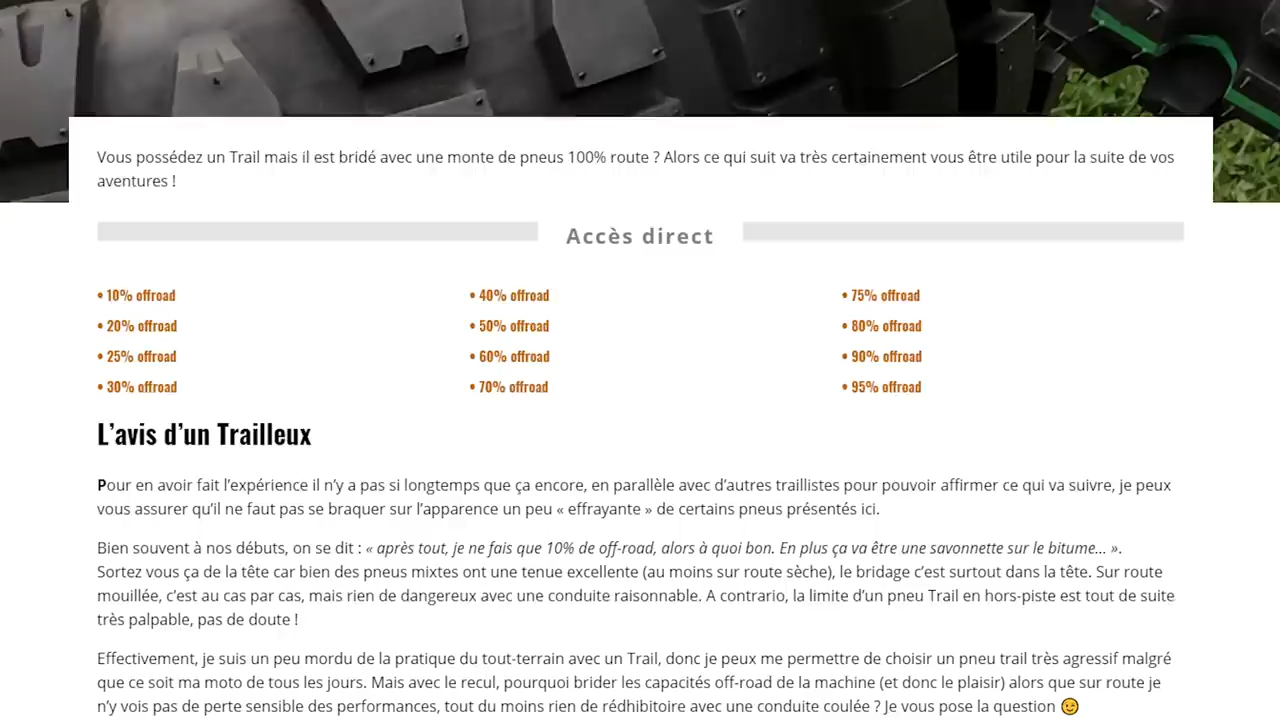 Vous possédez un Trail mais il est bridé avec une monte de pneus 100% route ? Alors ce qui suit va très certainement vous être utile pour la suite de vos
aventures !
Accès direct
• 10% offroad
• 20% offroad
• 25% offroad
• 30% offroad
• 40% offroad
• 50% offroad
• 60% offroad
• 70% offroad
• 75% offroad
• 80% offroad
• 90% offroad
• 95% offroad
L’avis d’un Trailleux
Pour en avoir fait l’expérience il n’y a pas si longtemps que ça encore, en parallèle avec d’autres traillistes pour pouvoir affirmer ce qui va suivre, je peux
vous assurer qu’il ne faut pas se braquer sur l’apparence un peu « effrayante » de certains pneus présentés ici.
Bien souvent à nos débuts, on se dit : « après tout, je ne fais que 10% de off-road, alors à quoi bon. En plus ça va être une savonnette sur le bitume… ».
Sortez vous ça de la tête car bien des pneus mixtes ont une tenue excellente (au moins sur route sèche), le bridage c’est surtout dans la tête. Sur route
mouillée, c’est au cas par cas, mais rien de dangereux avec une conduite raisonnable. A contrario, la limite d’un pneu Trail en hors-piste est tout de suite
très palpable, pas de doute !
Effectivement, je suis un peu mordu de la pratique du tout-terrain avec un Trail, donc je peux me permettre de choisir un pneu trail très agressif malgré
que ce soit ma moto de tous les jours. Mais avec le recul, pourquoi brider les capacités off-road de la machine (et donc le plaisir) alors que sur route je
n’y vois pas de perte sensible des performances, tout du moins rien de rédhibitoire avec une conduite coulée ? Je vous pose la question 😉